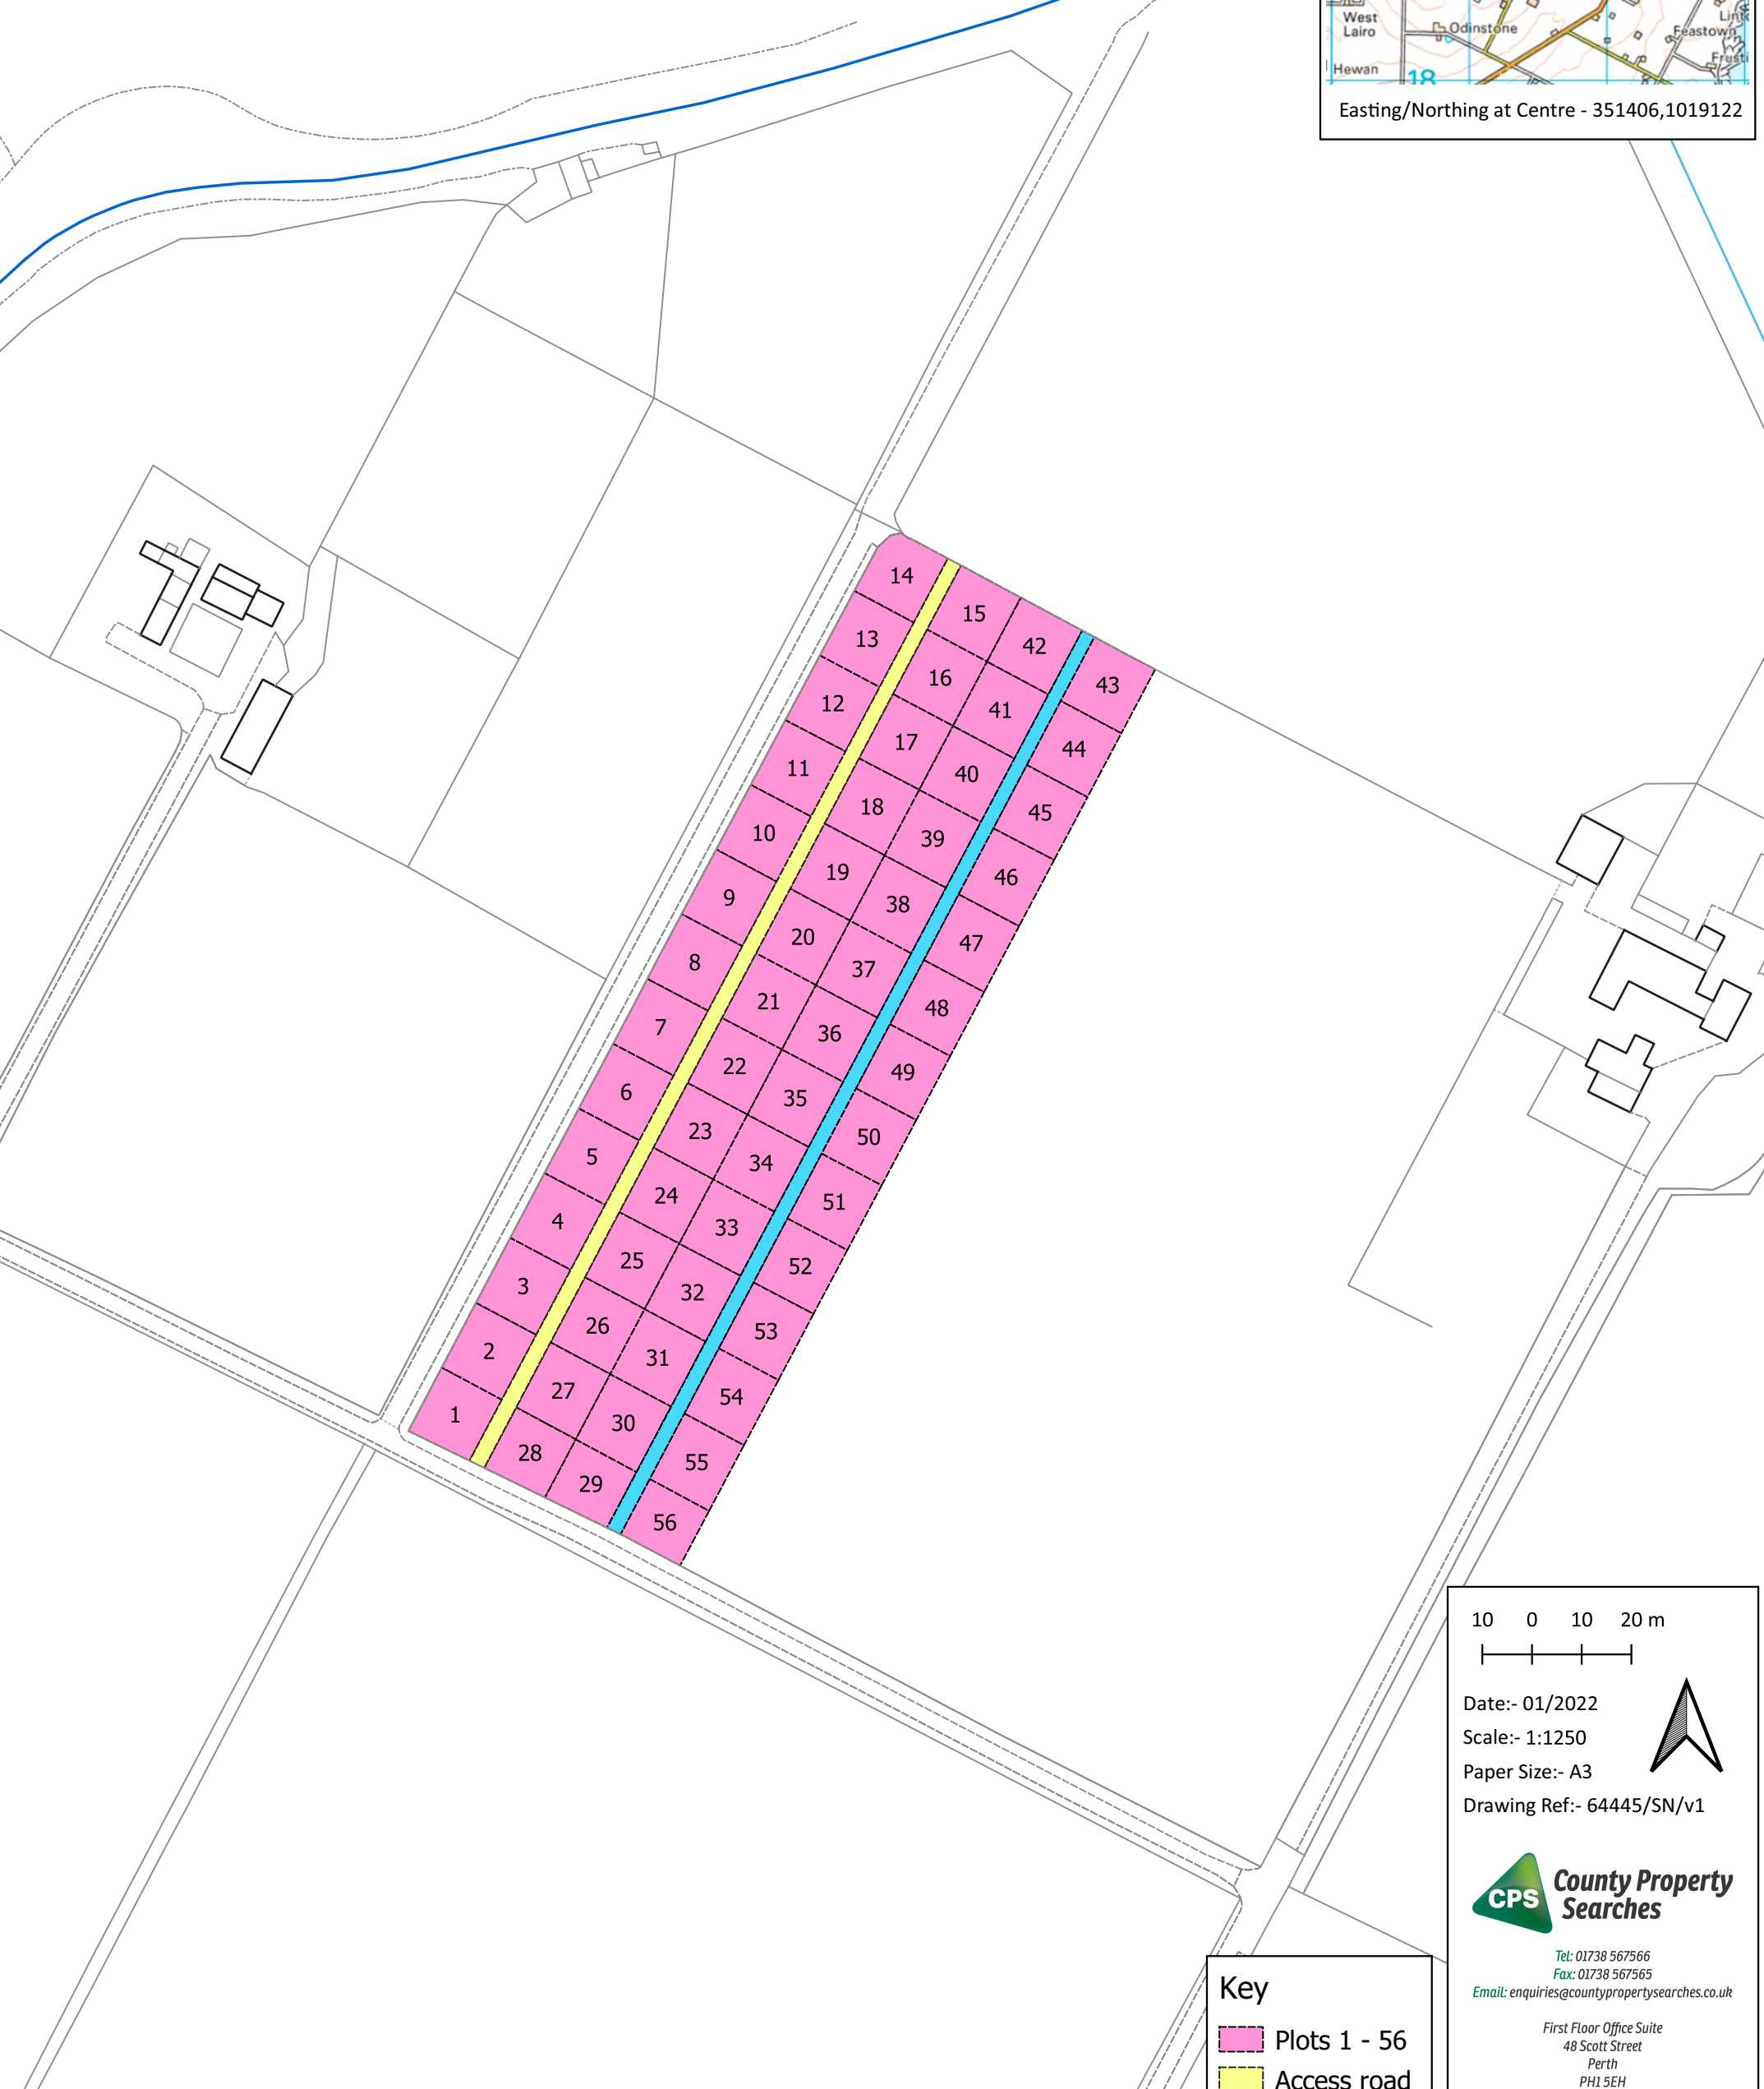 West
Lairo
Odinstone
Feastown
Hewan
18
Easting/Northing at Centre - 351406,1019122
14
15
13
42
16
43
12
41
17
44
11
40
18
45
10
39
19
46
9
38
20
47
8
37
21
48
7
36
22
49
6
35
23
50
5
34
24
51
4
33
25
52
3
32
26
53
2
31
27
54
1
30
28
55
29
56
10 0 10 20 m
Date:- 01/2022
Scale:- 1:1250
Paper Size:- A3
Drawing Ref:- 64445/SN/v1
CPS
County Property
Searches
Tel: 01738 567566
Fax: 01738 567565
Email: enquiries@countypropertysearches.co.uk
First Floor Office Suite
48 Scott Street
Perth
PH1 5EH
Key
Plots 1 - 56
Access road